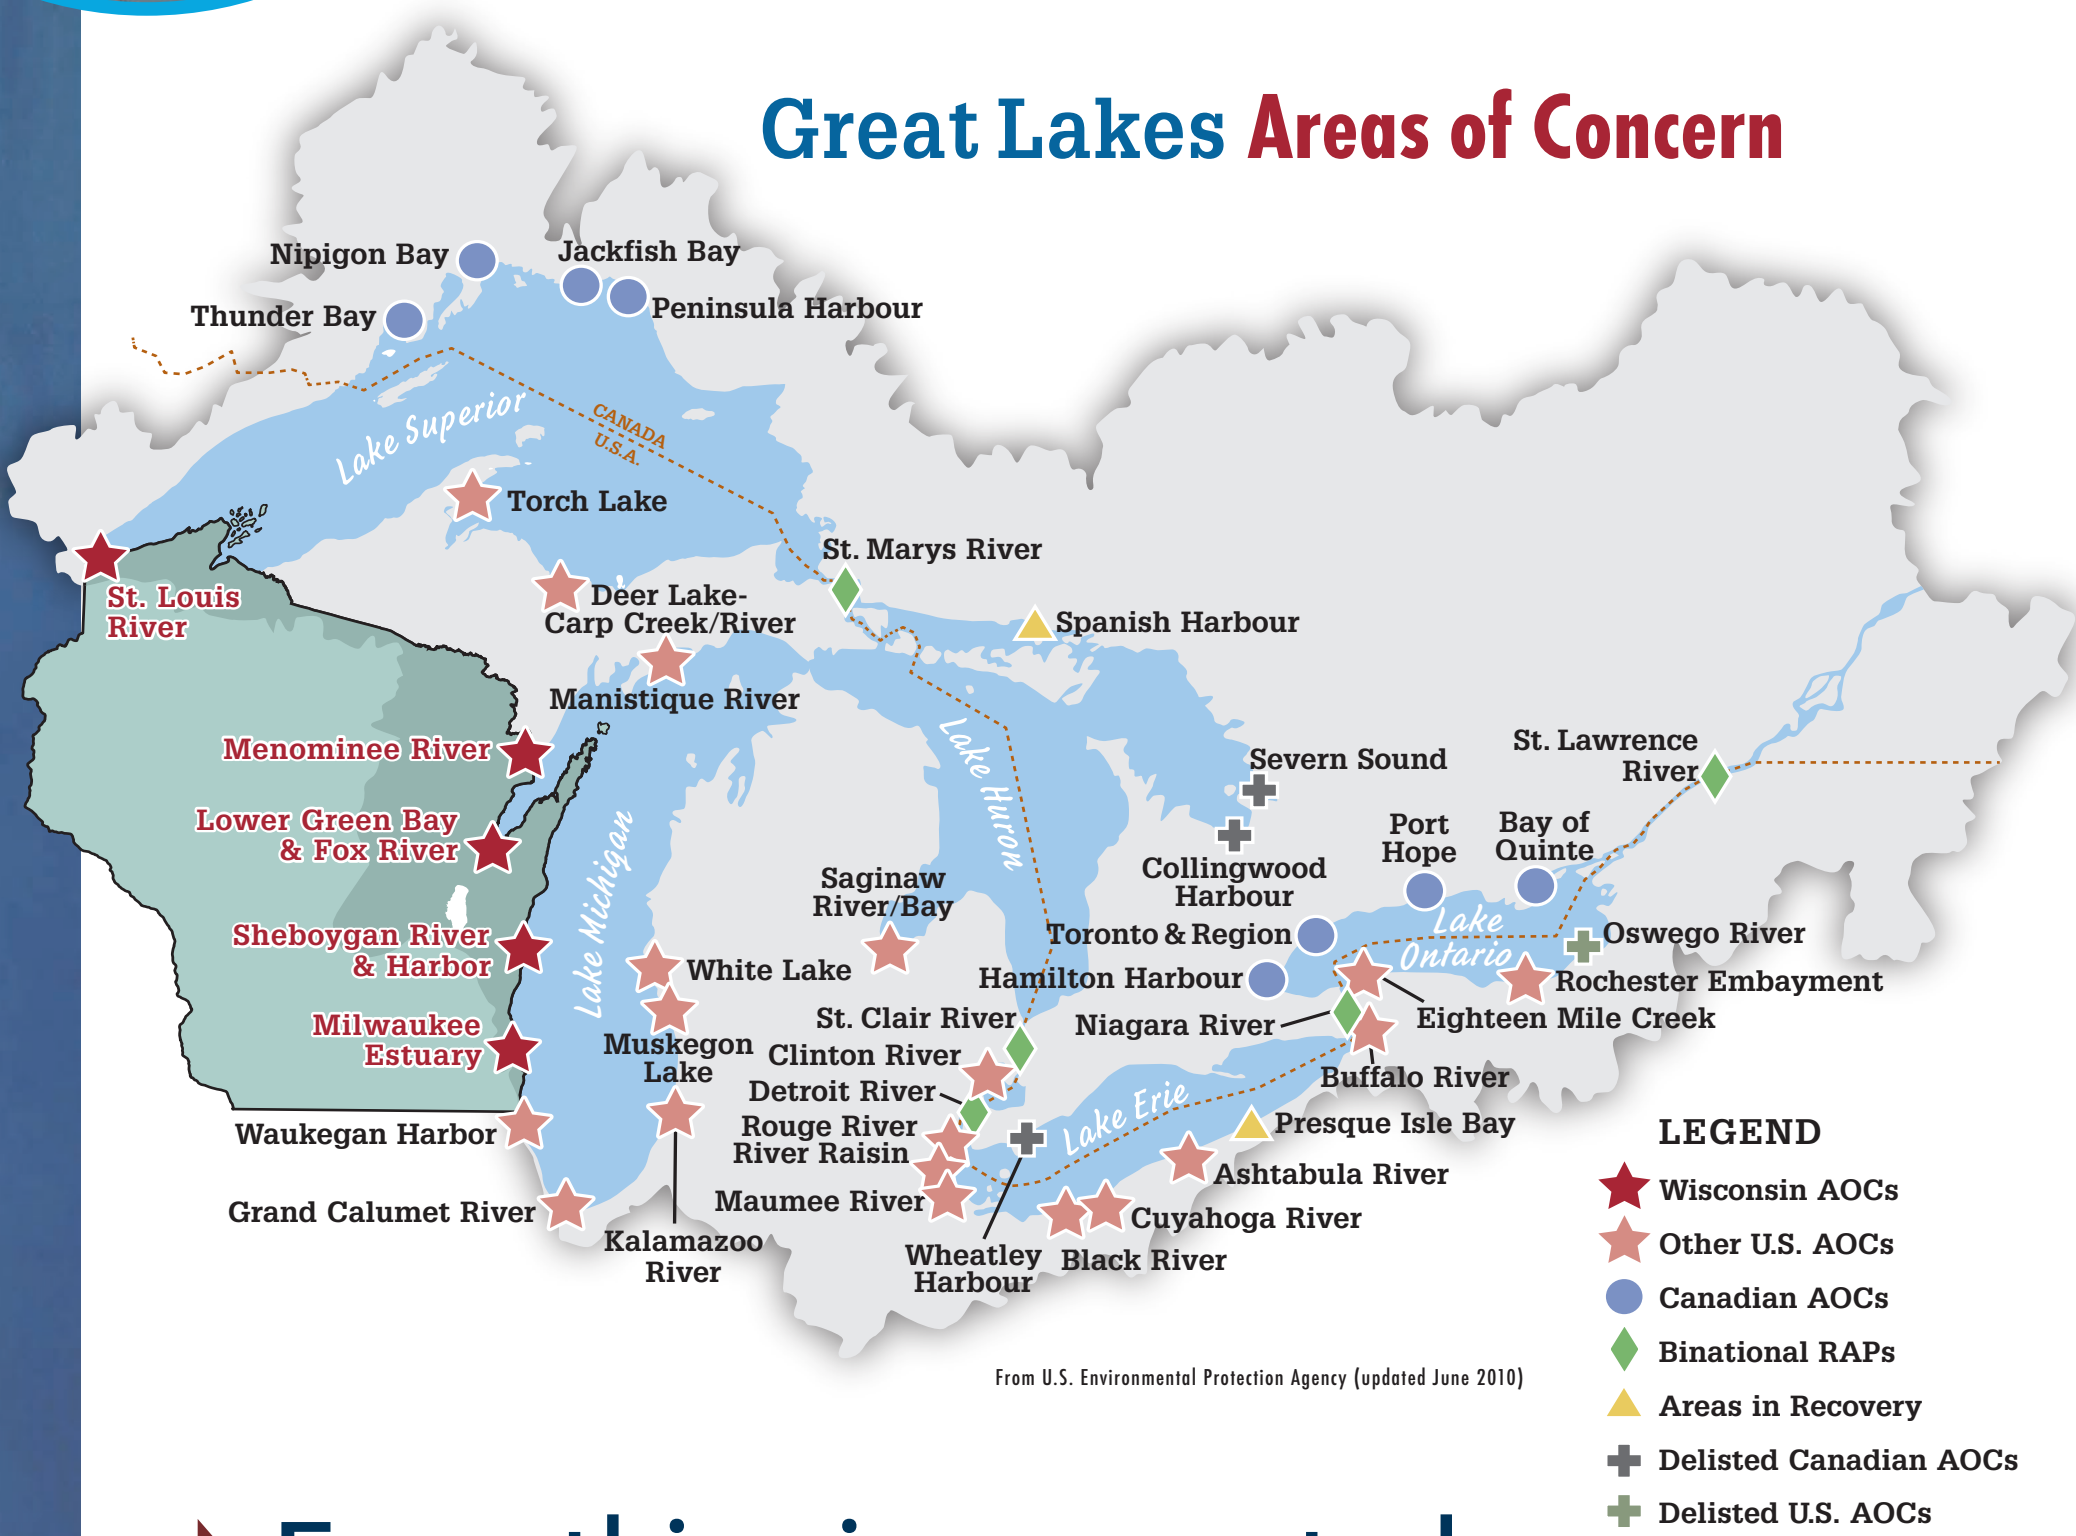 Great Lakes Areas of Concern
Nipigon Bay
Jackfish Bay
Thunder Bay
Peninsula Harbour
Lake Superior
CANADA
U.S.A.
Torch Lake
St. Marys River
St. Louis
River
Deer Lake-
Carp Creek/River
Spanish Harbour
Manistique River
Menominee River
Lake Huron
Severn Sound
St. Lawrence
River
Lower Green Bay
& Fox River
Lake Michigan
Collingwood
Harbour
Port
Hope
Bay of
Quinte
Saginaw
River/Bay
Sheboygan River
& Harbor
White Lake
Toronto & Region
Lake
Ontario
Oswego River
Hamilton Harbour
Rochester Embayment
Milwaukee
Estuary
Muskegon
Lake
St. Clair River
Niagara River
Eighteen Mile Creek
Clinton River
Detroit River
Buffalo River
Lake Erie
Waukegan Harbor
Rouge River
River Raisin
Presque Isle Bay
Ashtabula River
Maumee River
Grand Calumet River
Cuyahoga River
Kalamazoo
River
Wheatley
Harbour
Black River
LEGEND
Wisconsin AOCs
Other U.S. AOCs
Canadian AOCs
Binational RAPs
Areas in Recovery
Delisted Canadian AOCs
Delisted U.S. AOCs
From U.S. Environmental Protection Agency (updated June 2010)